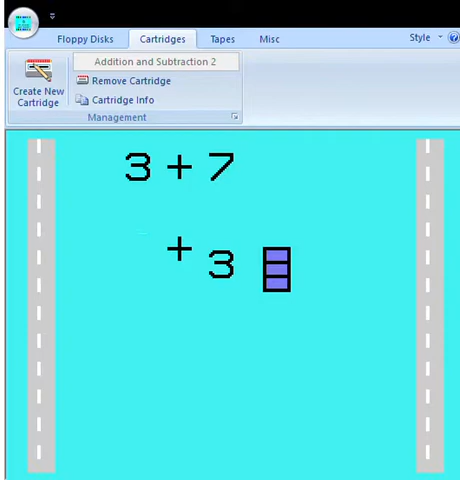 Floppy Disks Cartridges Tapes Misc Style
Addition and Subtraction 2
Create New
Cartridge
Remove Cartridge
Cartridge Info
Management
3 + 7
+ 3